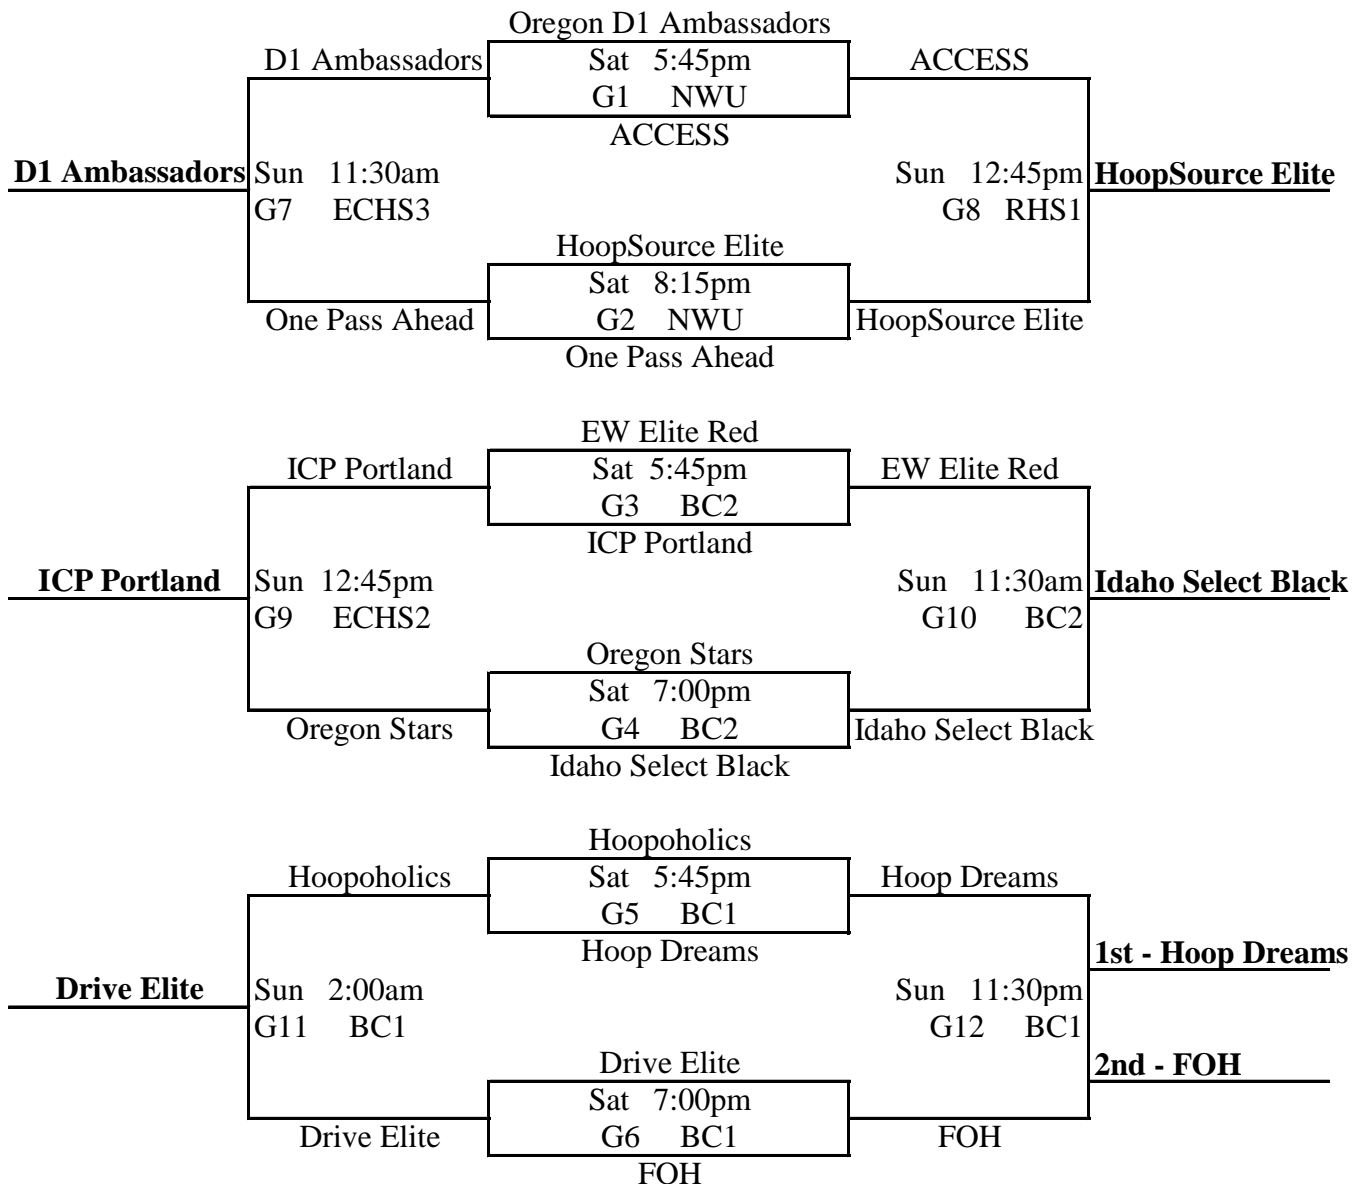 Oregon D1 Ambassadors
D1 Ambassadors Sat 5:45pm ACCESS
G1 NWU
ACCESS
D1 Ambassadors Sun 11:30am Sun 12:45pm HoopSource Elite
G7 ECHS3 G8 RHS1
HoopSource Elite
Sat 8:15pm
One Pass Ahead G2 NWU HoopSource Elite
One Pass Ahead
EW Elite Red
ICP Portland Sat 5:45pm EW Elite Red
G3 BC2
ICP Portland
ICP Portland Sun 12:45pm Sun 11:30am Idaho Select Black
G9 ECHS2 G10 BC2
Oregon Stars
Sat 7:00pm
Oregon Stars G4 BC2 Idaho Select Black
Idaho Select Black
Hoopoholics
Hoopoholics Sat 5:45pm Hoop Dreams
G5 BC1
Hoop Dreams 1st - Hoop Dreams
Drive Elite Sun 2:00am Sun 11:30pm
G11 BC1 G12 BC1
Drive Elite 2nd - FOH
Sat 7:00pm
Drive Elite G6 BC1 FOH
FOH